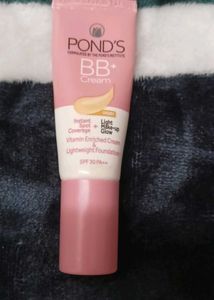 POND'S
BB+
Cream
Instant
Spot
Coverage
+
Light
Make-up
Glow
Vitamin Enriched Cream
&
Lightweight Foundation
SPF 30 PA++